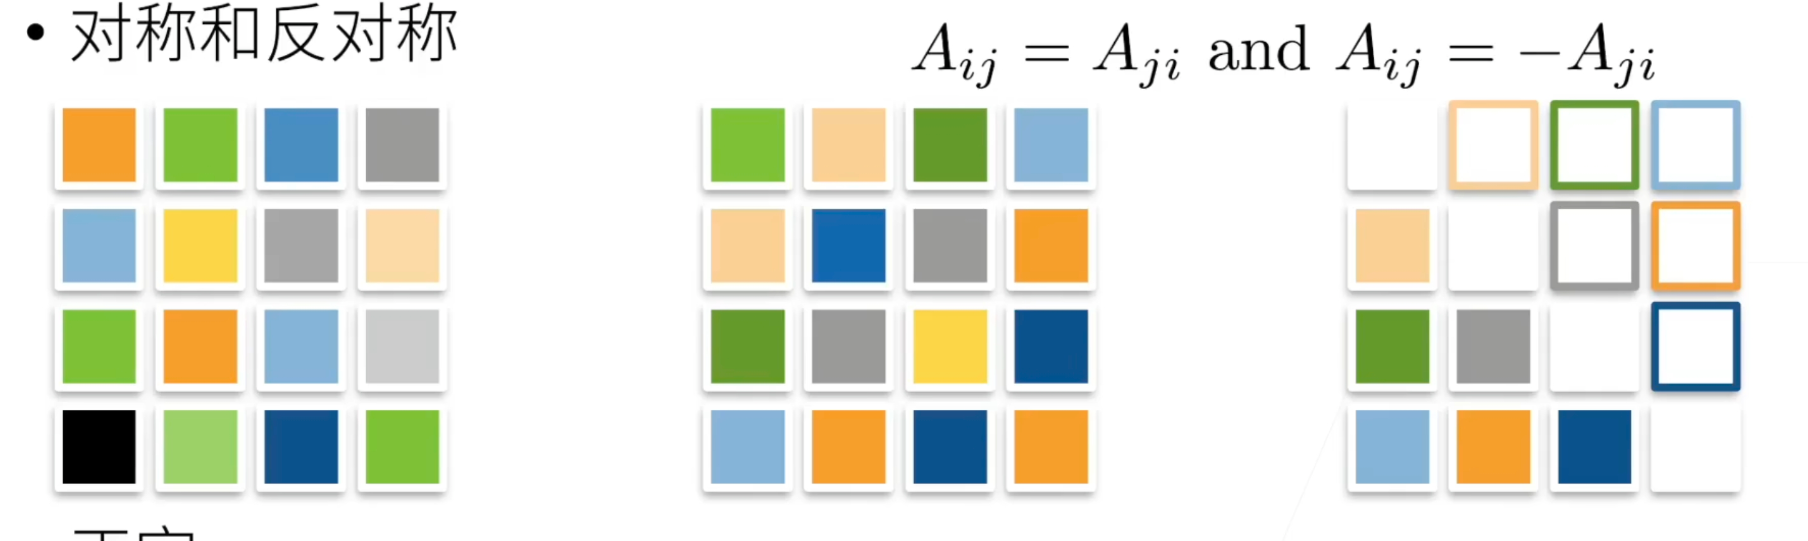 • 对称和反对称
A_{ij} = A_{ji} and A_{ij} = -A_{ji}